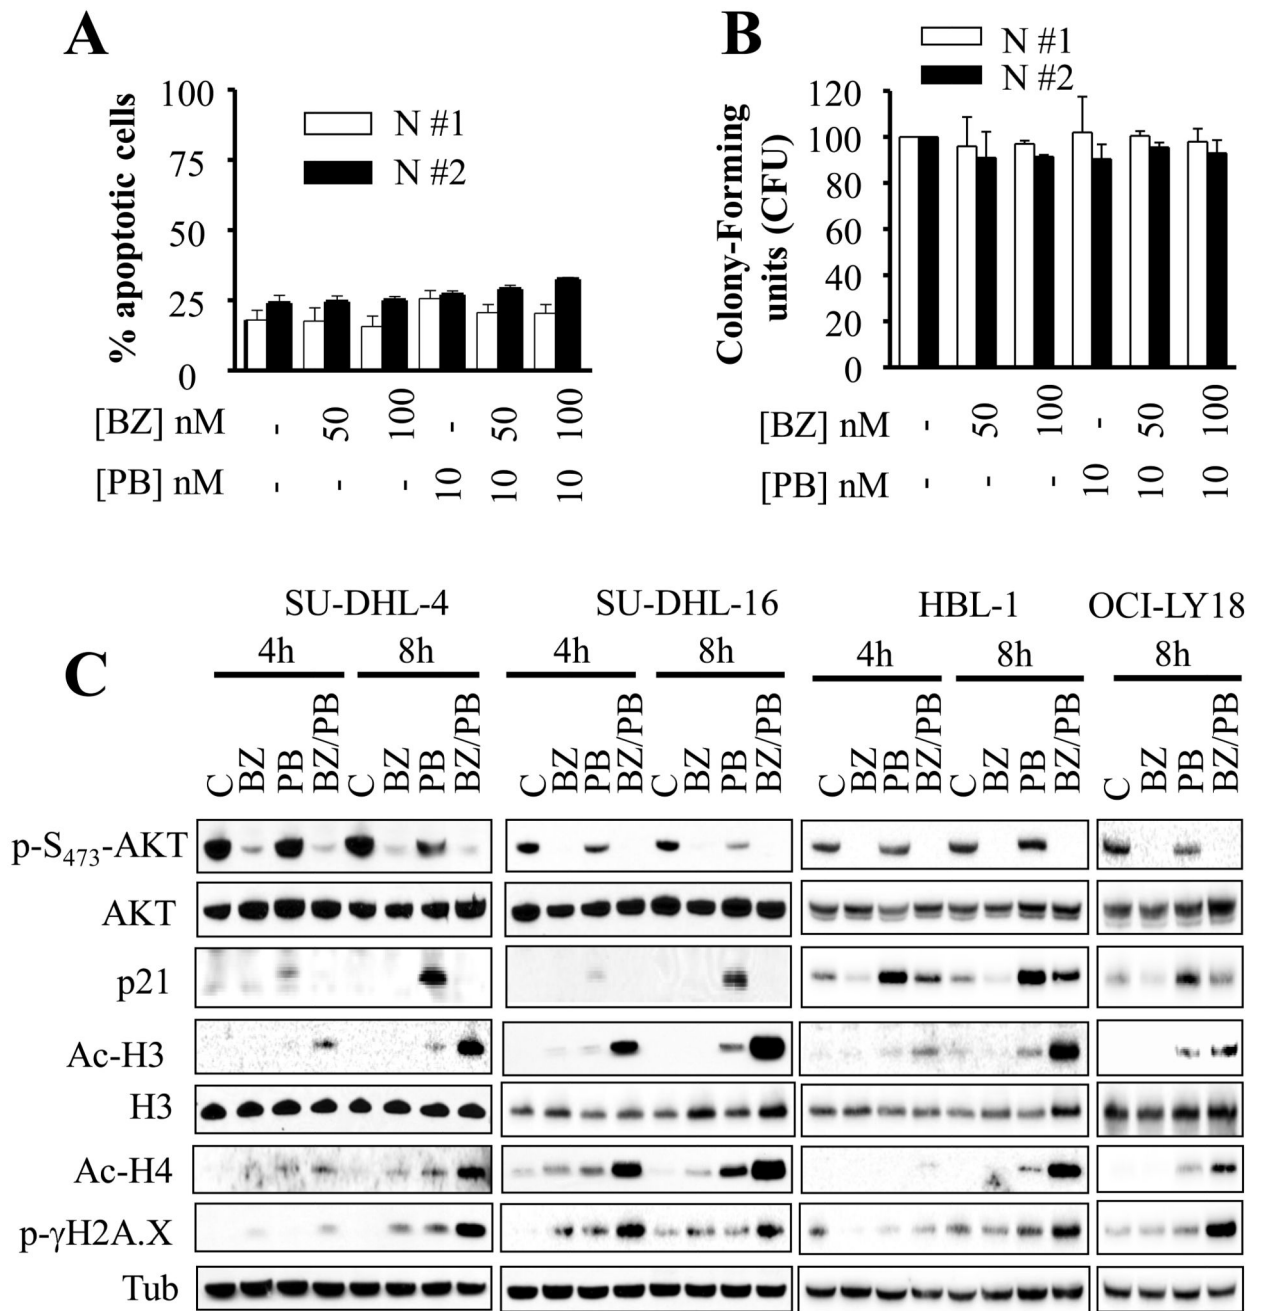 A
% apoptotic cells
100
75
50
25
0
N #1
N #2
[BZ] nM - 50 100 - 50 100
[PB] nM - - - 10 10 10
B
N #1
N #2
Colony-Forming
units (CFU)
120
100
80
60
40
20
0
[BZ] nM - 50 100 - 50 100
[PB] nM - - - 10 10 10
C
SU-DHL-4 SU-DHL-16 HBL-1 OCI-LY18
4h 8h 4h 8h 4h 8h 8h
C BZ PB BZ/PB C BZ PB BZ/PB C BZ PB BZ/PB C BZ PB BZ/PB C BZ PB BZ/PB C BZ PB BZ/PB C BZ PB BZ/PB
p-S473-AKT
AKT
p21
Ac-H3
H3
Ac-H4
p-γH2A.X
Tub